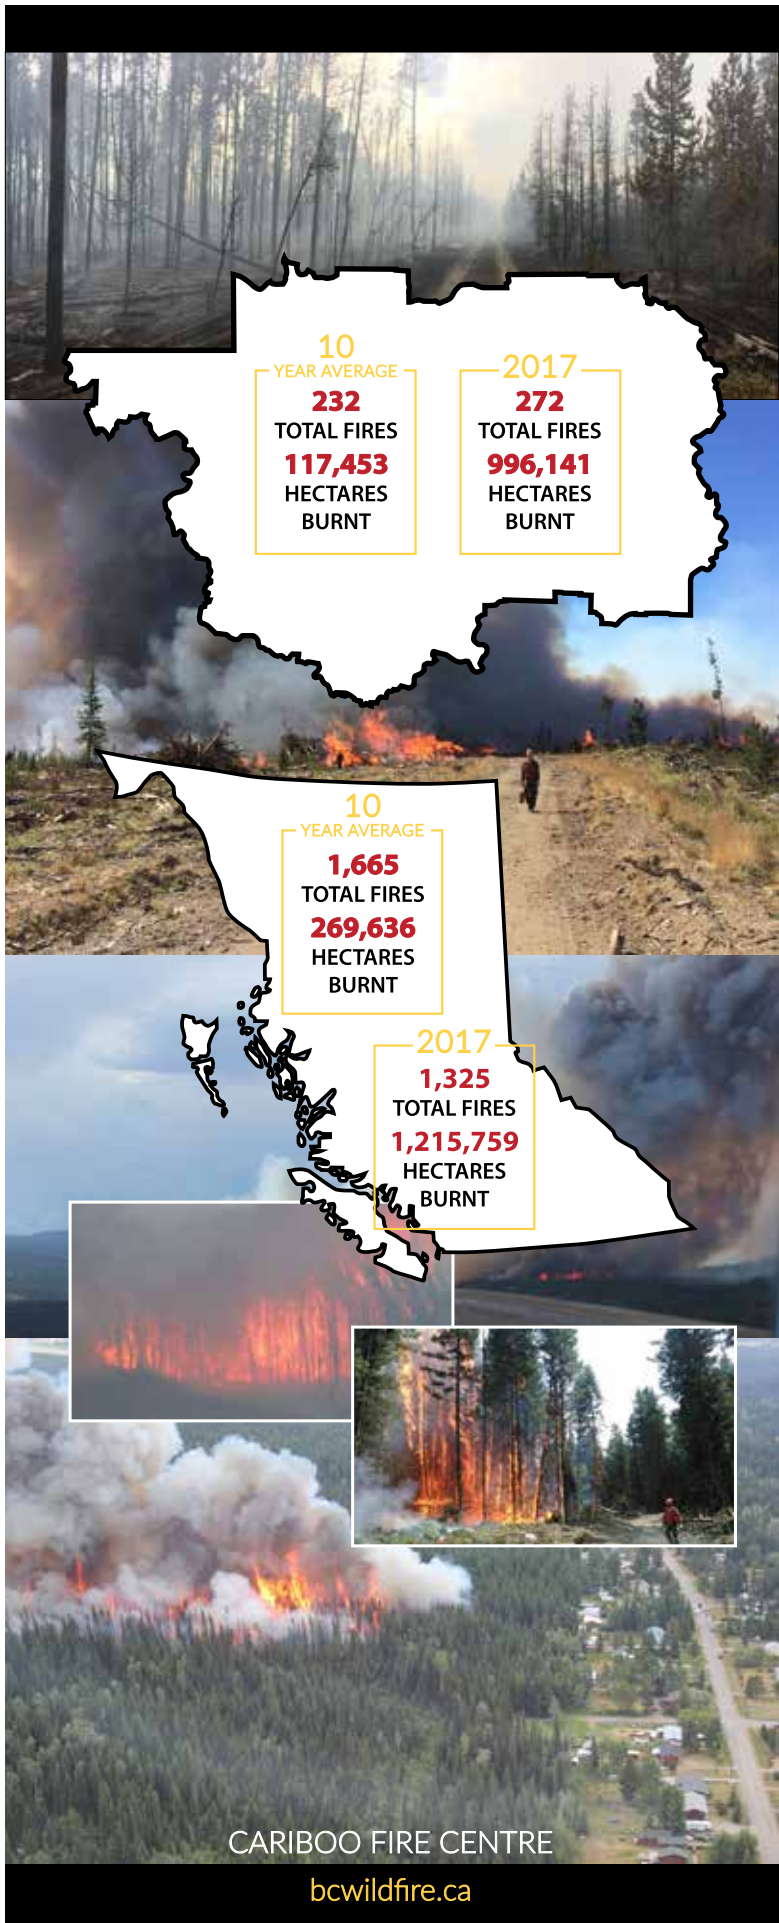 10
YEAR AVERAGE
232
TOTAL FIRES
117,453
HECTARES
BURNT
2017
272
TOTAL FIRES
996,141
HECTARES
BURNT
10
YEAR AVERAGE
1,665
TOTAL FIRES
269,636
HECTARES
BURNT
2017
1,325
TOTAL FIRES
1,215,759
HECTARES
BURNT
CARIBOO FIRE CENTRE
bcwildfire.ca